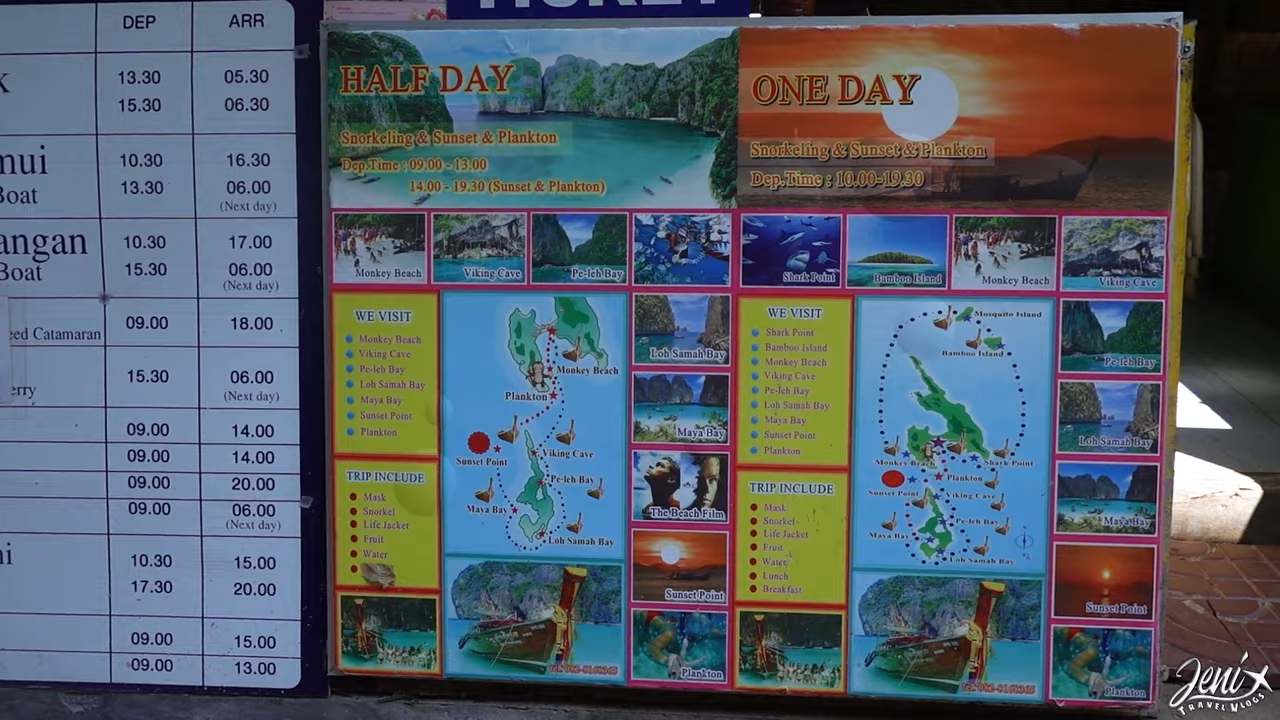 TICKET
DEP ARR
13.30 05.30
15.30 06.30
mui 10.30 16.30
Boat 13.30 06.00
(Next day)
angan 10.30 17.00
Boat 15.30 06.00
(Next day)
eed Catamaran 09.00 18.00
erry 15.30 06.00
(Next day)
09.00 14.00
09.00 14.00
09.00 20.00
09.00 06.00
(Next day)
10.30 15.00
17.30 20.00
09.00 15.00
09.00 13.00
HALF DAY
Snorkeling & Sunset & Plankton
Dep.Time : 09.00 - 13.00
14.00 - 19.30 (Sunset & Plankton)
Monkey Beach
Viking Cave
Pe-leh Bay
WE VISIT
Monkey Beach
Viking Cave
Pe-leh Bay
Loh Samah Bay
Maya Bay
Sunset Point
Plankton
TRIP INCLUDE
Mask
Snorkel
Life Jacket
Fruit
Water
Monkey Beach
Plankton
Sunset Point
Viking Cave
Pe-leh Bay
Maya Bay
Loh Samah Bay
Loh Samah Bay
Maya Bay
The Beach Film
Sunset Point
Plankton
ONE DAY
Snorkeling & Sunset & Plankton
Dep.Time : 10.00-19.30
Shark Point
Bamboo Island
Monkey Beach
Viking Cave
WE VISIT
Shark Point
Bamboo Island
Monkey Beach
Viking Cave
Pe-leh Bay
Loh Samah Bay
Maya Bay
Sunset Point
Plankton
TRIP INCLUDE
Mask
Snorkel
Life Jacket
Fruit
Water
Lunch
Breakfast
Mosquito Island
Bamboo Island
Monkey Beach
Shark Point
Plankton
Sunset Point
Viking Cave
Pe-leh Bay
Maya Bay
Loh Samah Bay
Pe-leh Bay
Loh Samah Bay
Maya Bay
Sunset Point
Plankton
Jenix
TRAVEL VLOGS